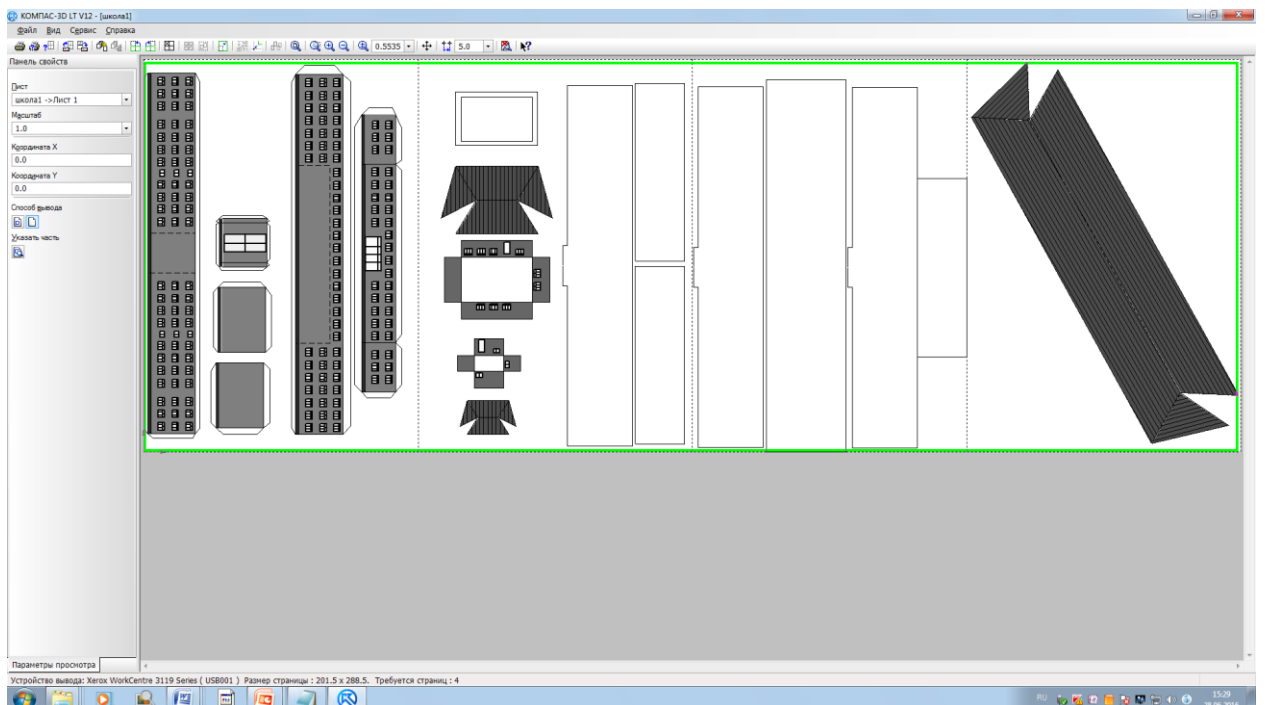 КОМПАС-3D LT V12 - [школа1]
Файл Вид Сервис Справка
0.5535
5.0
Панель свойств
Лист
школа1 ->Лист 1
Масштаб
1.0
Координата X
0.0
Координата Y
0.0
Способ вывода
Указать часть
Параметры просмотра
Устройство вывода: Xerox WorkCentre 3119 Series ( USB001 ) Размер страницы : 201.5 x 288.5. Требуется страниц : 4
RU
15:29